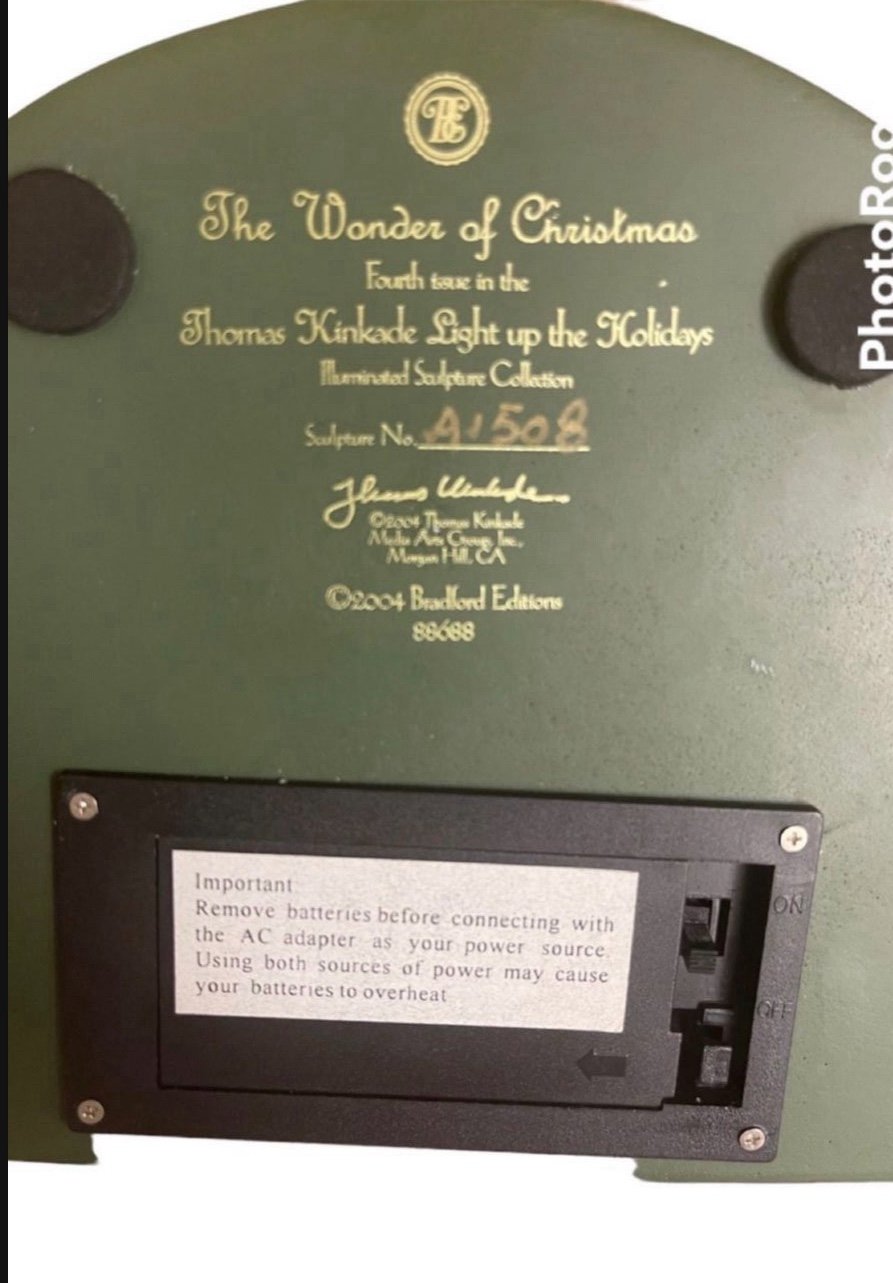 BE
The Wonder of Christmas
Fourth issue in the
Thomas Kinkade Light up the Holidays
Illuminated Sculpture Collection
Sculpture No. A1508
Thomas Kinkade
©2004 Thomas Kinkade
Media Arts Group, Inc.,
Morgan Hill, CA
©2004 Bradford Editions
88688
PhotoRoo
Important
Remove batteries before connecting with
the AC adapter as your power source.
Using both sources of power may cause
your batteries to overheat
ON
OFF